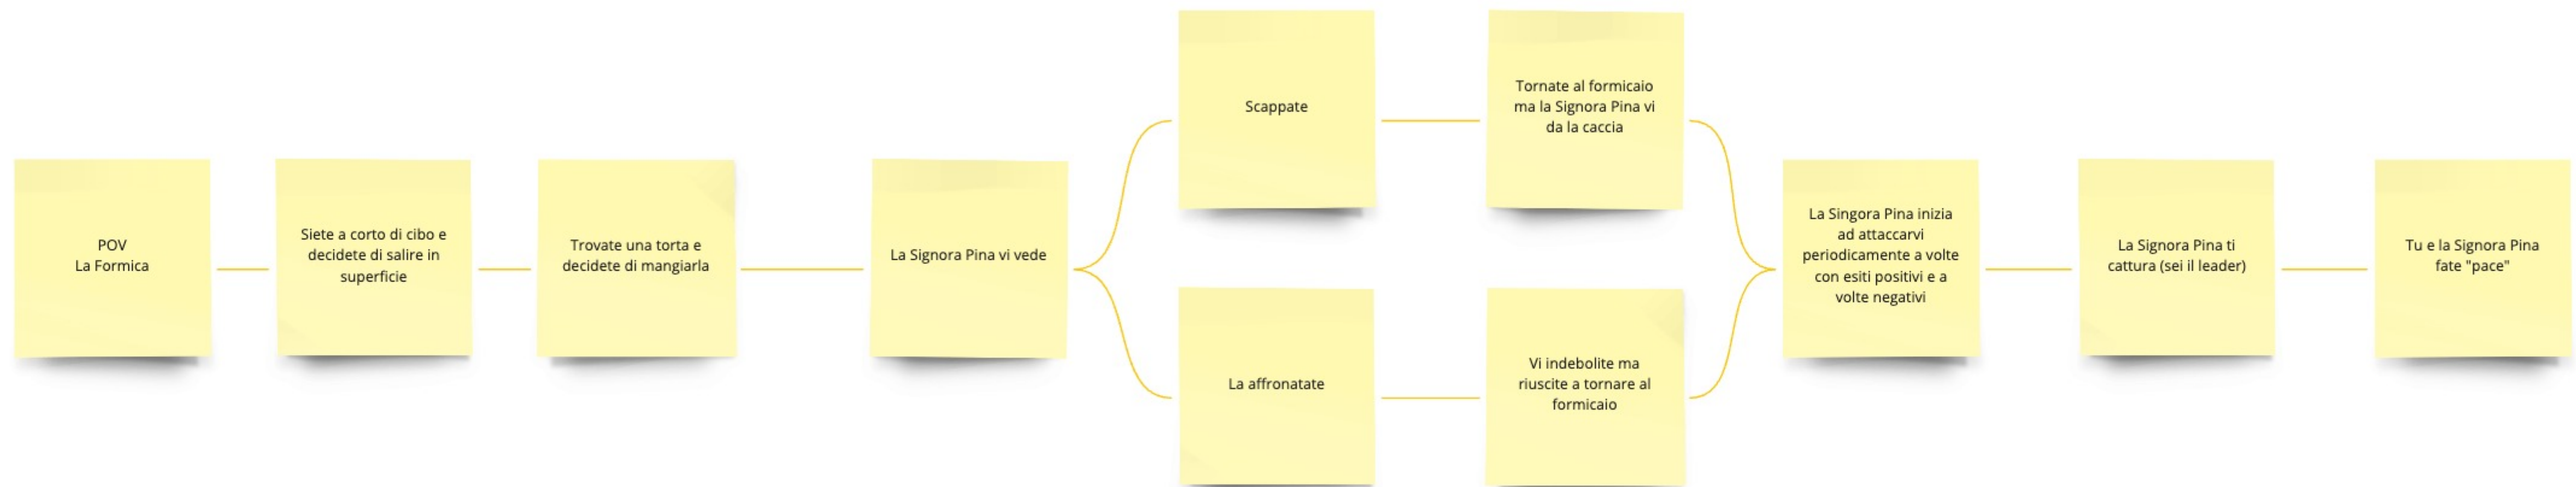 POV
La Formica
Siete a corto di cibo e
decidete di salire in
superficie
Trovate una torta e
decidete di mangiarla
La Signora Pina vi vede
Scappate
Tornate al formicaio
ma la Signora Pina vi
da la caccia
La affronatate
Vi indebolite ma
riuscite a tornare al
formicaio
La Singora Pina inizia
ad attaccarvi
periodicamente a volte
con esiti positivi e a
volte negativi
La Signora Pina ti
cattura (sei il leader)
Tu e la Signora Pina
fate "pace"